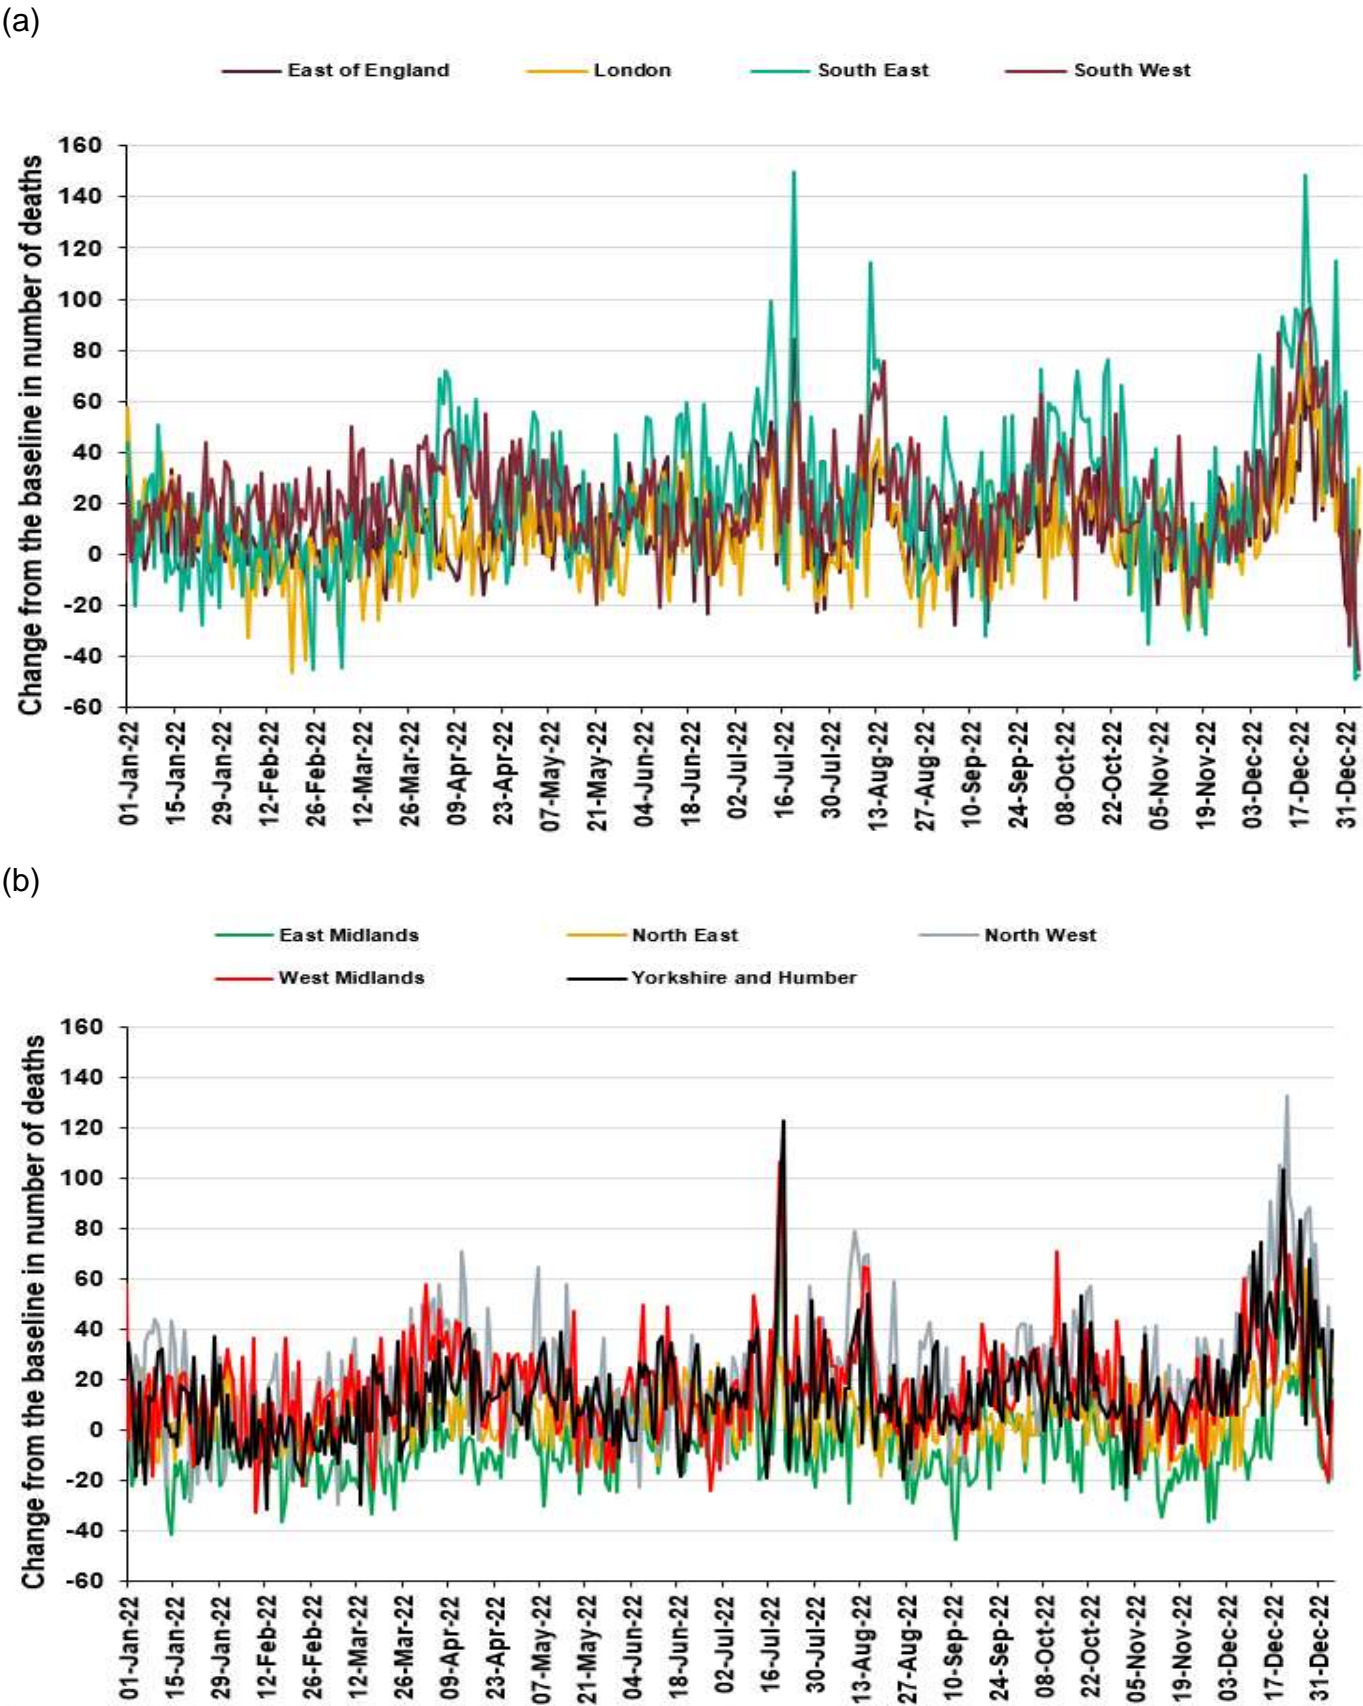 (a)
East of England London South East South West
Change from the baseline in number of deaths
160
140
120
100
80
60
40
20
0
-20
-40
-60
01-Jan-22 15-Jan-22 29-Jan-22 12-Feb-22 26-Feb-22 12-Mar-22 26-Mar-22 09-Apr-22 23-Apr-22 07-May-22 21-May-22 04-Jun-22 18-Jun-22 02-Jul-22 16-Jul-22 30-Jul-22 13-Aug-22 27-Aug-22 10-Sep-22 24-Sep-22 08-Oct-22 22-Oct-22 05-Nov-22 19-Nov-22 03-Dec-22 17-Dec-22 31-Dec-22
(b)
East Midlands North East North West
West Midlands Yorkshire and Humber
Change from the baseline in number of deaths
160
140
120
100
80
60
40
20
0
-20
-40
-60
01-Jan-22 15-Jan-22 29-Jan-22 12-Feb-22 26-Feb-22 12-Mar-22 26-Mar-22 09-Apr-22 23-Apr-22 07-May-22 21-May-22 04-Jun-22 18-Jun-22 02-Jul-22 16-Jul-22 30-Jul-22 13-Aug-22 27-Aug-22 10-Sep-22 24-Sep-22 08-Oct-22 22-Oct-22 05-Nov-22 19-Nov-22 03-Dec-22 17-Dec-22 31-Dec-22